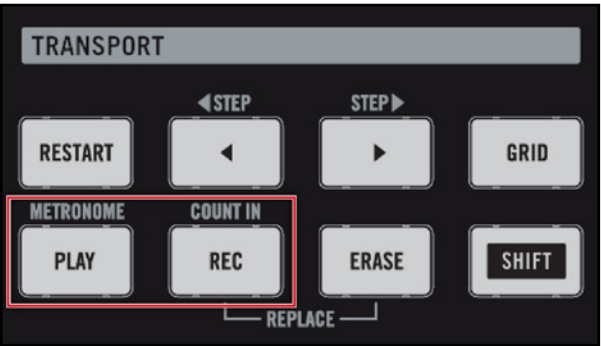 TRANSPORT
◀STEP STEP▶
RESTART ◀ ▶ GRID
METRONOME COUNT IN
PLAY REC ERASE SHIFT
REPLACE